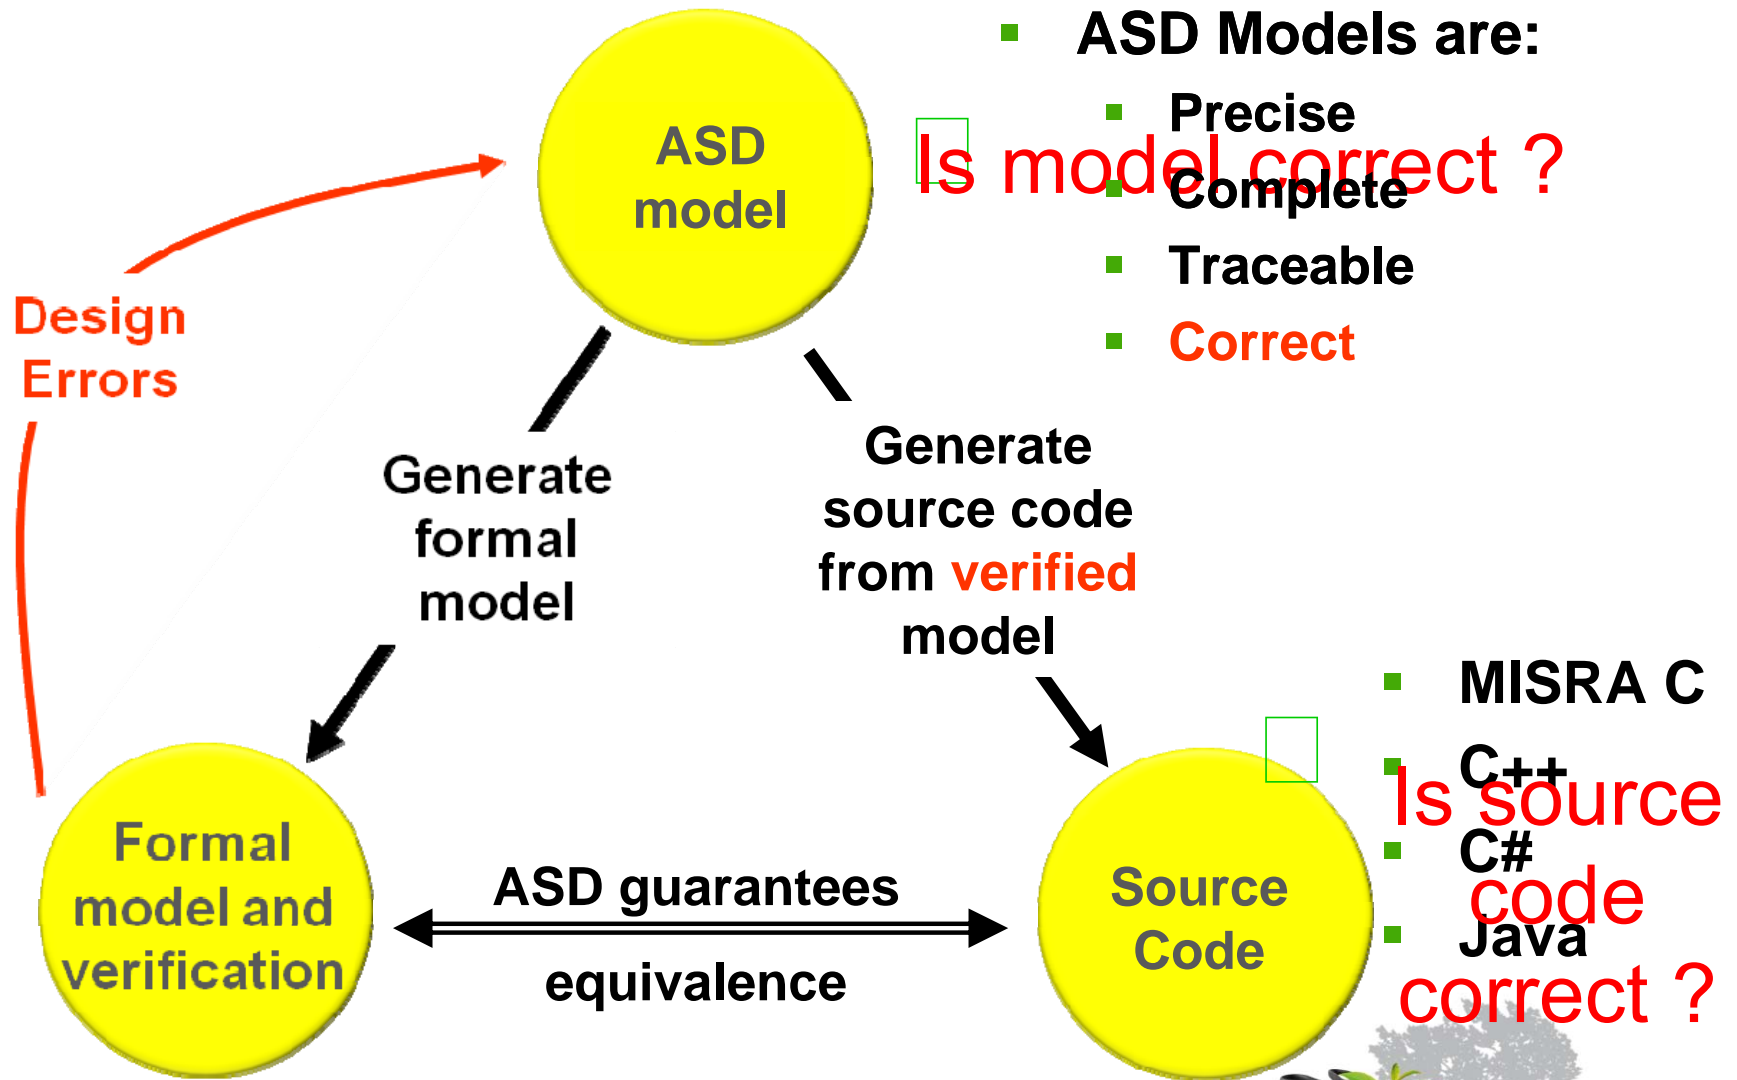 ASD Models are:
Precise
Is model correct ?
Complete
Traceable
Correct
ASD
model
Design
Errors
Generate
formal
model
Generate
source code
from verified
model
MISRA C
C++
C#
Java
Is source
code
correct ?
Formal
model and
verification
ASD guarantees
equivalence
Source
Code